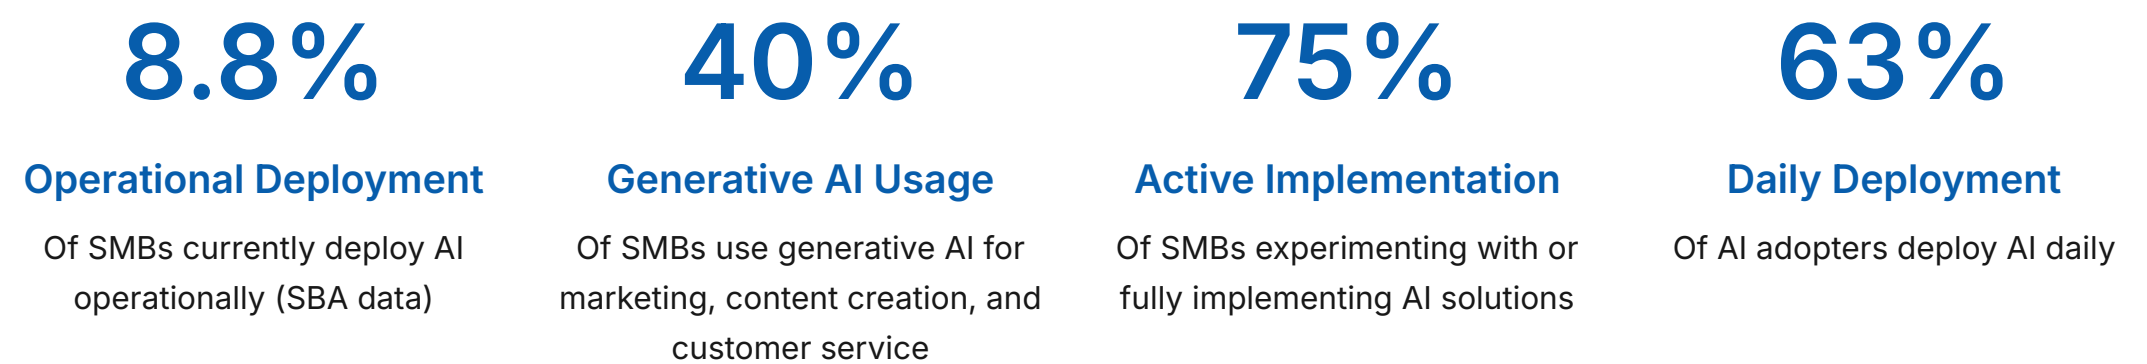 8.8%
Operational Deployment
Of SMBs currently deploy AI
operationally (SBA data)
40%
Generative AI Usage
Of SMBs use generative AI for
marketing, content creation, and
customer service
75%
Active Implementation
Of SMBs experimenting with or
fully implementing AI solutions
63%
Daily Deployment
Of AI adopters deploy AI daily